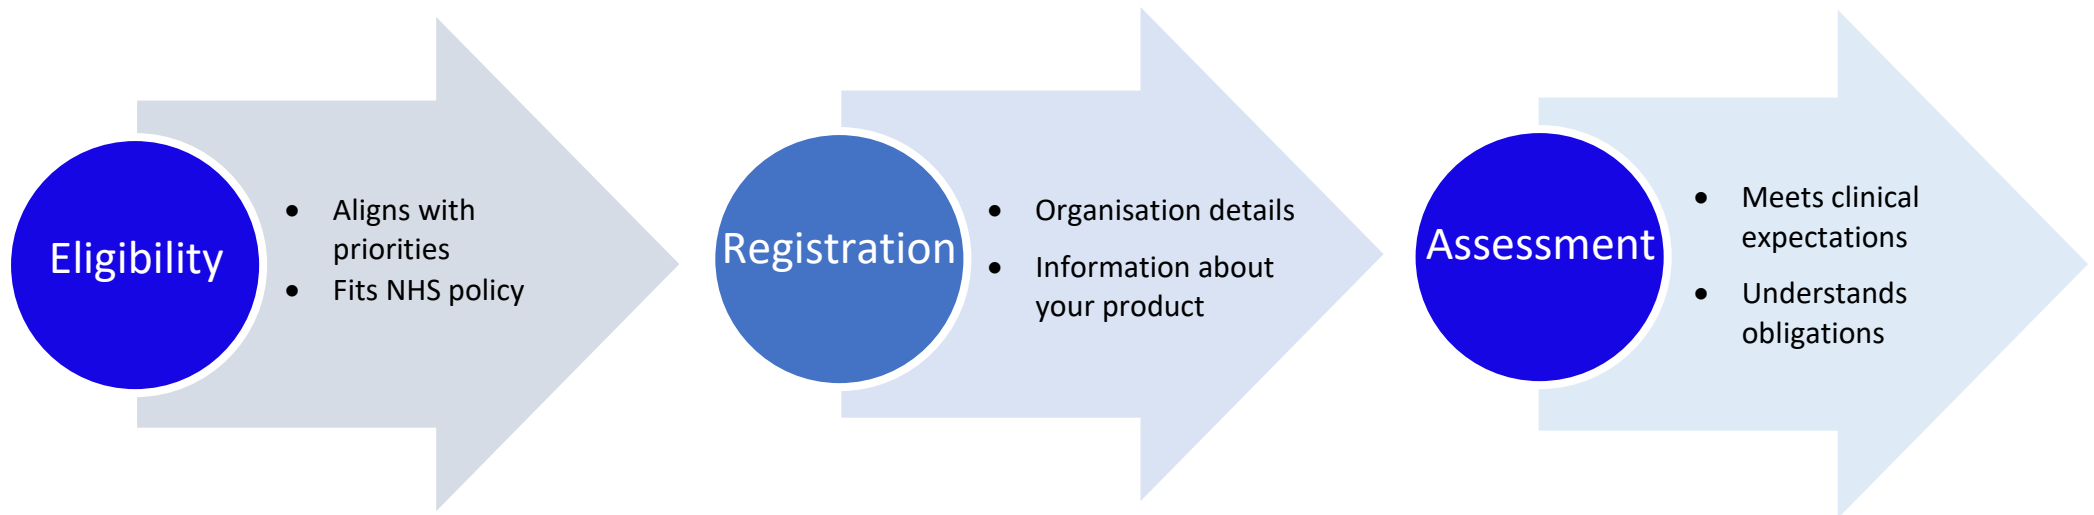 Eligibility
• Aligns with
priorities
• Fits NHS policy
Registration
• Organisation details
• Information about
your product
Assessment
• Meets clinical
expectations
• Understands
obligations